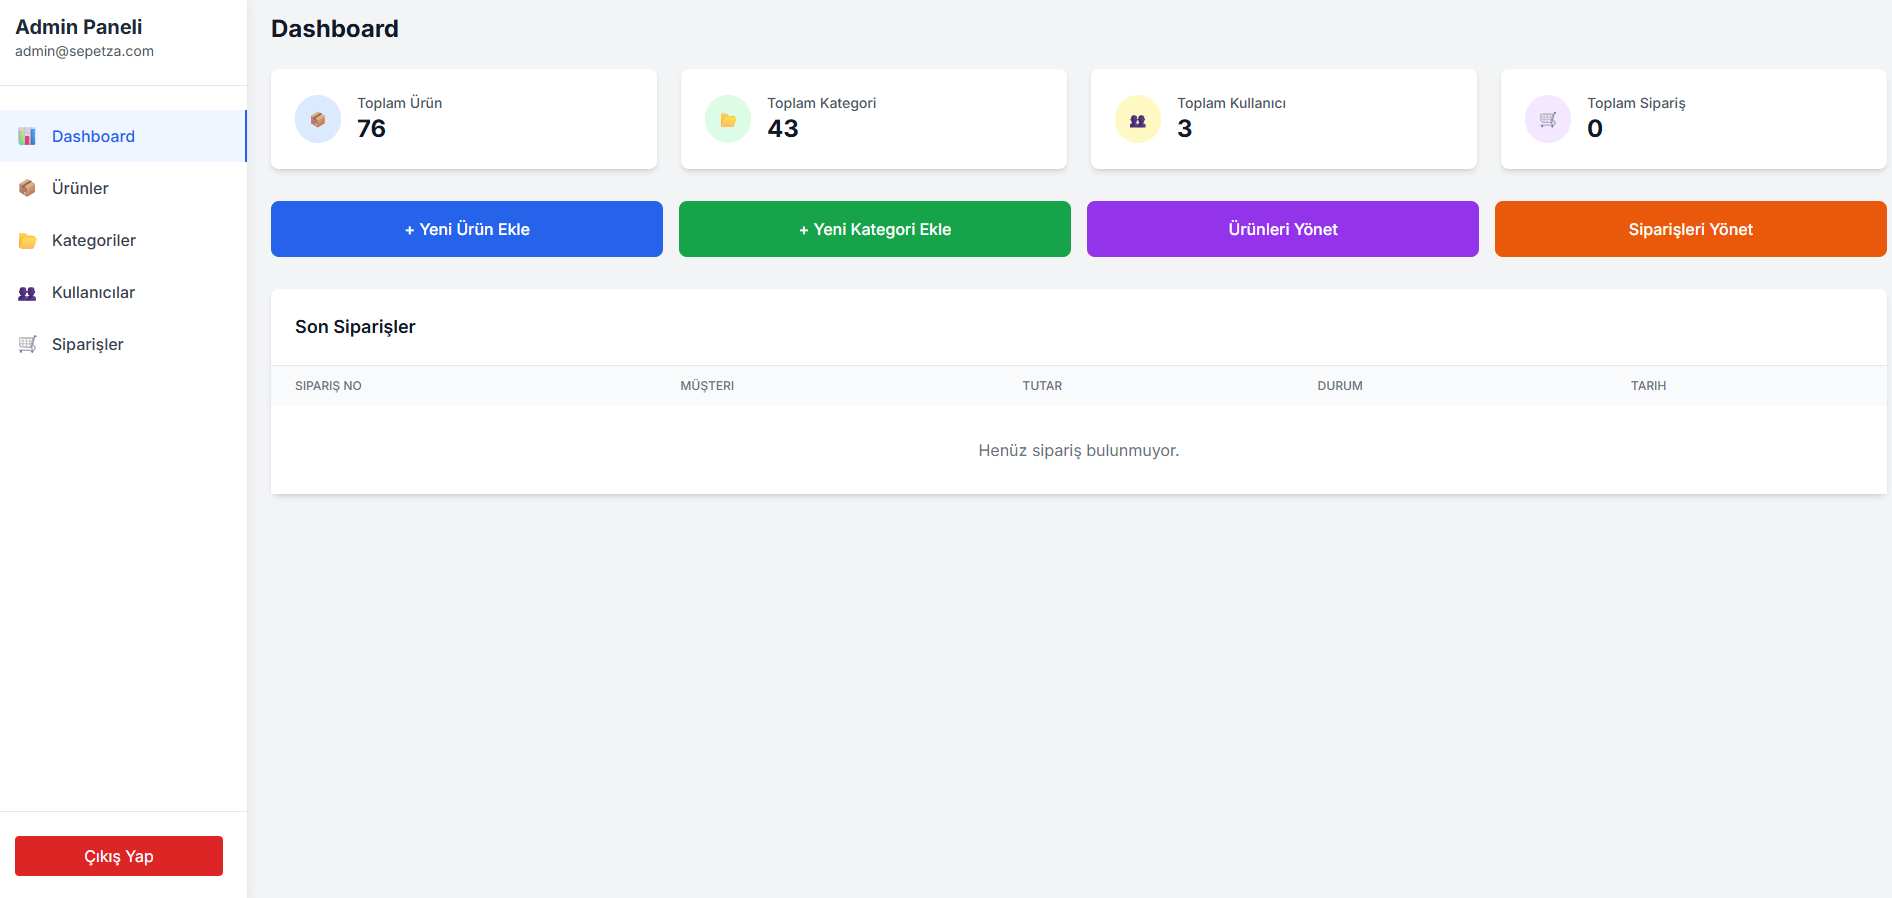 Admin Paneli
admin@sepetza.com
Dashboard
Ürünler
Kategoriler
Kullanıcılar
Siparişler
Çıkış Yap
Dashboard
Toplam Ürün
76
Toplam Kategori
43
Toplam Kullanıcı
3
Toplam Sipariş
0
+ Yeni Ürün Ekle
+ Yeni Kategori Ekle
Ürünleri Yönet
Siparişleri Yönet
Son Siparişler
SIPARIŞ NO MÜŞTERI TUTAR DURUM TARIH
Henüz sipariş bulunmuyor.